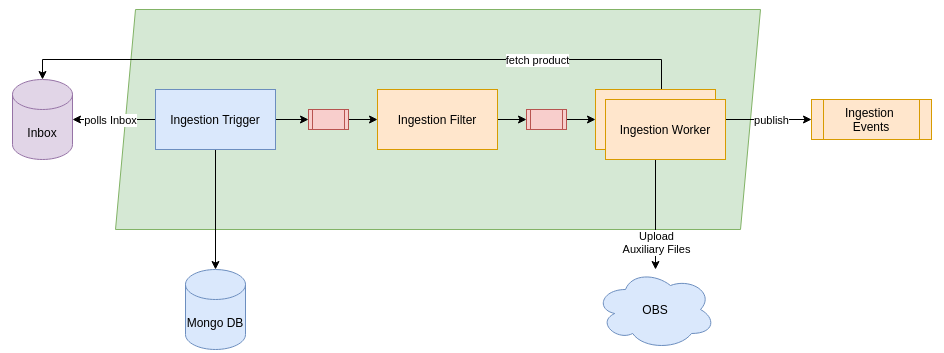 fetch product
Inbox
polls Inbox
Ingestion Trigger
Ingestion Filter
Ingestion Worker
publish
Ingestion
Events
Upload
Auxiliary Files
Mongo DB
OBS